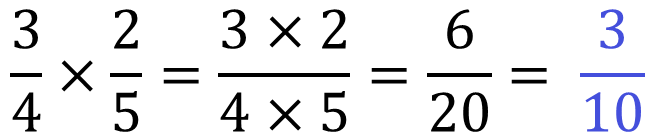 3/4 × 2/5 = (3 × 2)/(4 × 5) = 6/20 = 3/10